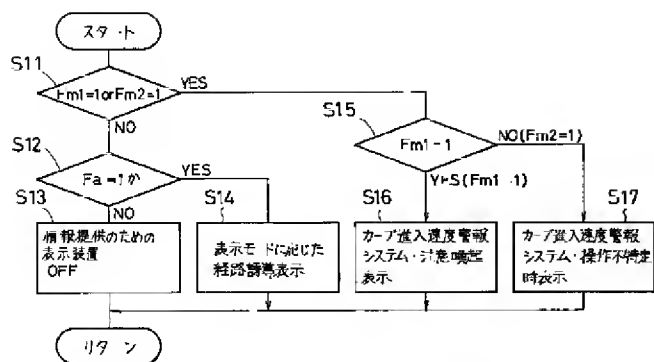 スタート
S11
Fm1=1orFm2=1
YES
NO
S12
Fa=1か
YES
NO
S13
情報提供のための
表示装置
OFF
S14
表示モードに応じた
経路誘導表示
S15
Fm1=1
NO(Fm2=1)
YES(Fm1=1)
S16
カーブ進入速度警報
システム・注意喚起
表示
S17
カーブ進入速度警報
システム・操作不特定
時表示
リターン